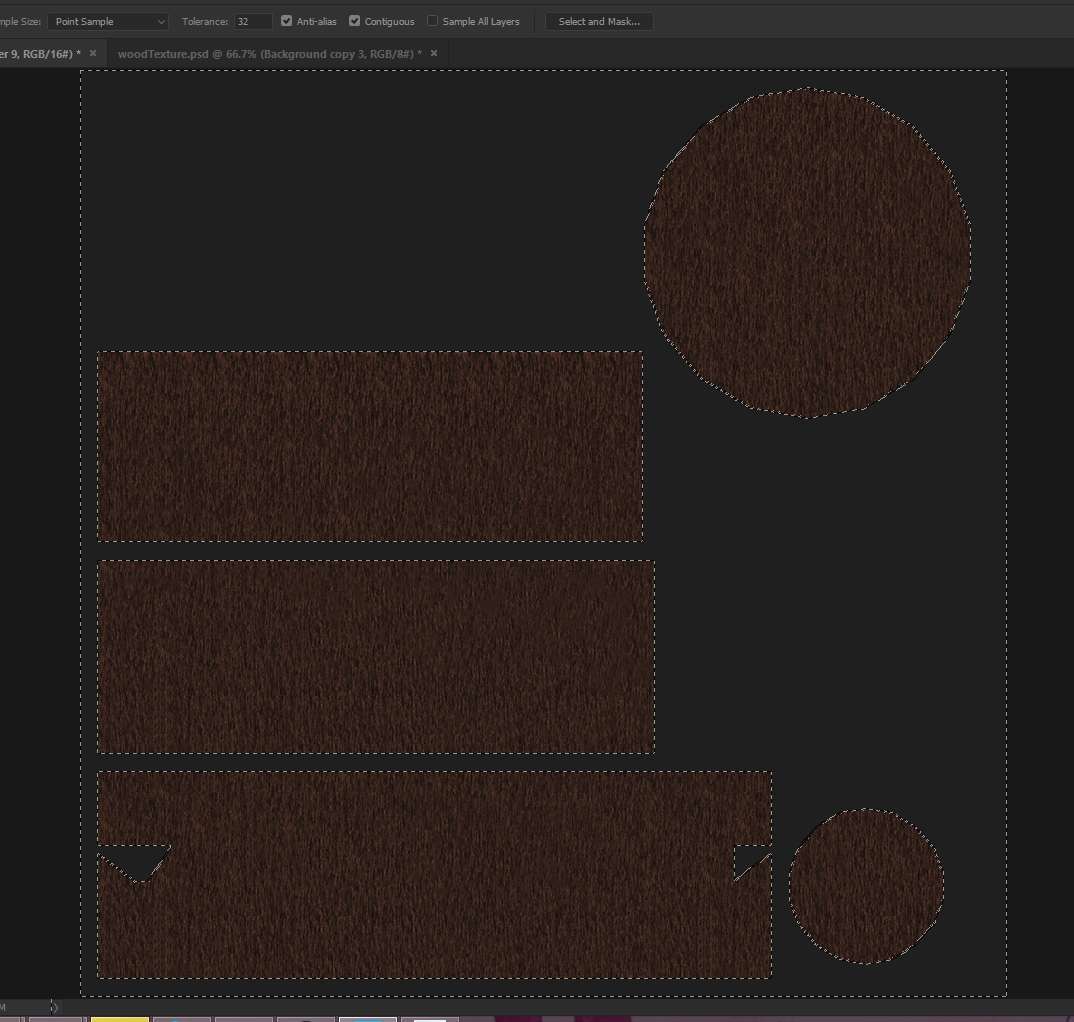 mple Size: Point Sample Tolerance: 32 Anti-alias Contiguous Sample All Layers Select and Mask...
er 9, RGB/16#) * × woodTexture.psd @ 66.7% (Background copy 3, RGB/8#) * ×
M